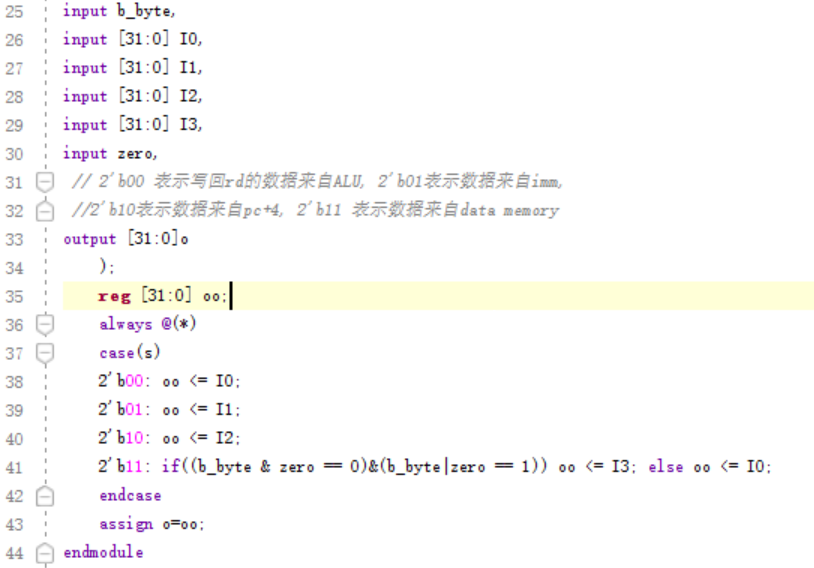 25 input b_byte,
26 input [31:0] I0,
27 input [31:0] I1,
28 input [31:0] I2,
29 input [31:0] I3,
30 input zero,
31 // 2'b00 表示写回rd的数据来自ALU, 2'b01表示数据来自imm,
32 //2'b10表示数据来自pc+4, 2'b11 表示数据来自data memory
33 output [31:0]o
34 );
35 reg [31:0] oo;
36 always @(*)
37 case(s)
38 2'b00: oo <= I0;
39 2'b01: oo <= I1;
40 2'b10: oo <= I2;
41 2'b11: if((b_byte & zero == 0)&(b_byte|zero == 1)) oo <= I3; else oo <= I0;
42 endcase
43 assign o=oo;
44 endmodule